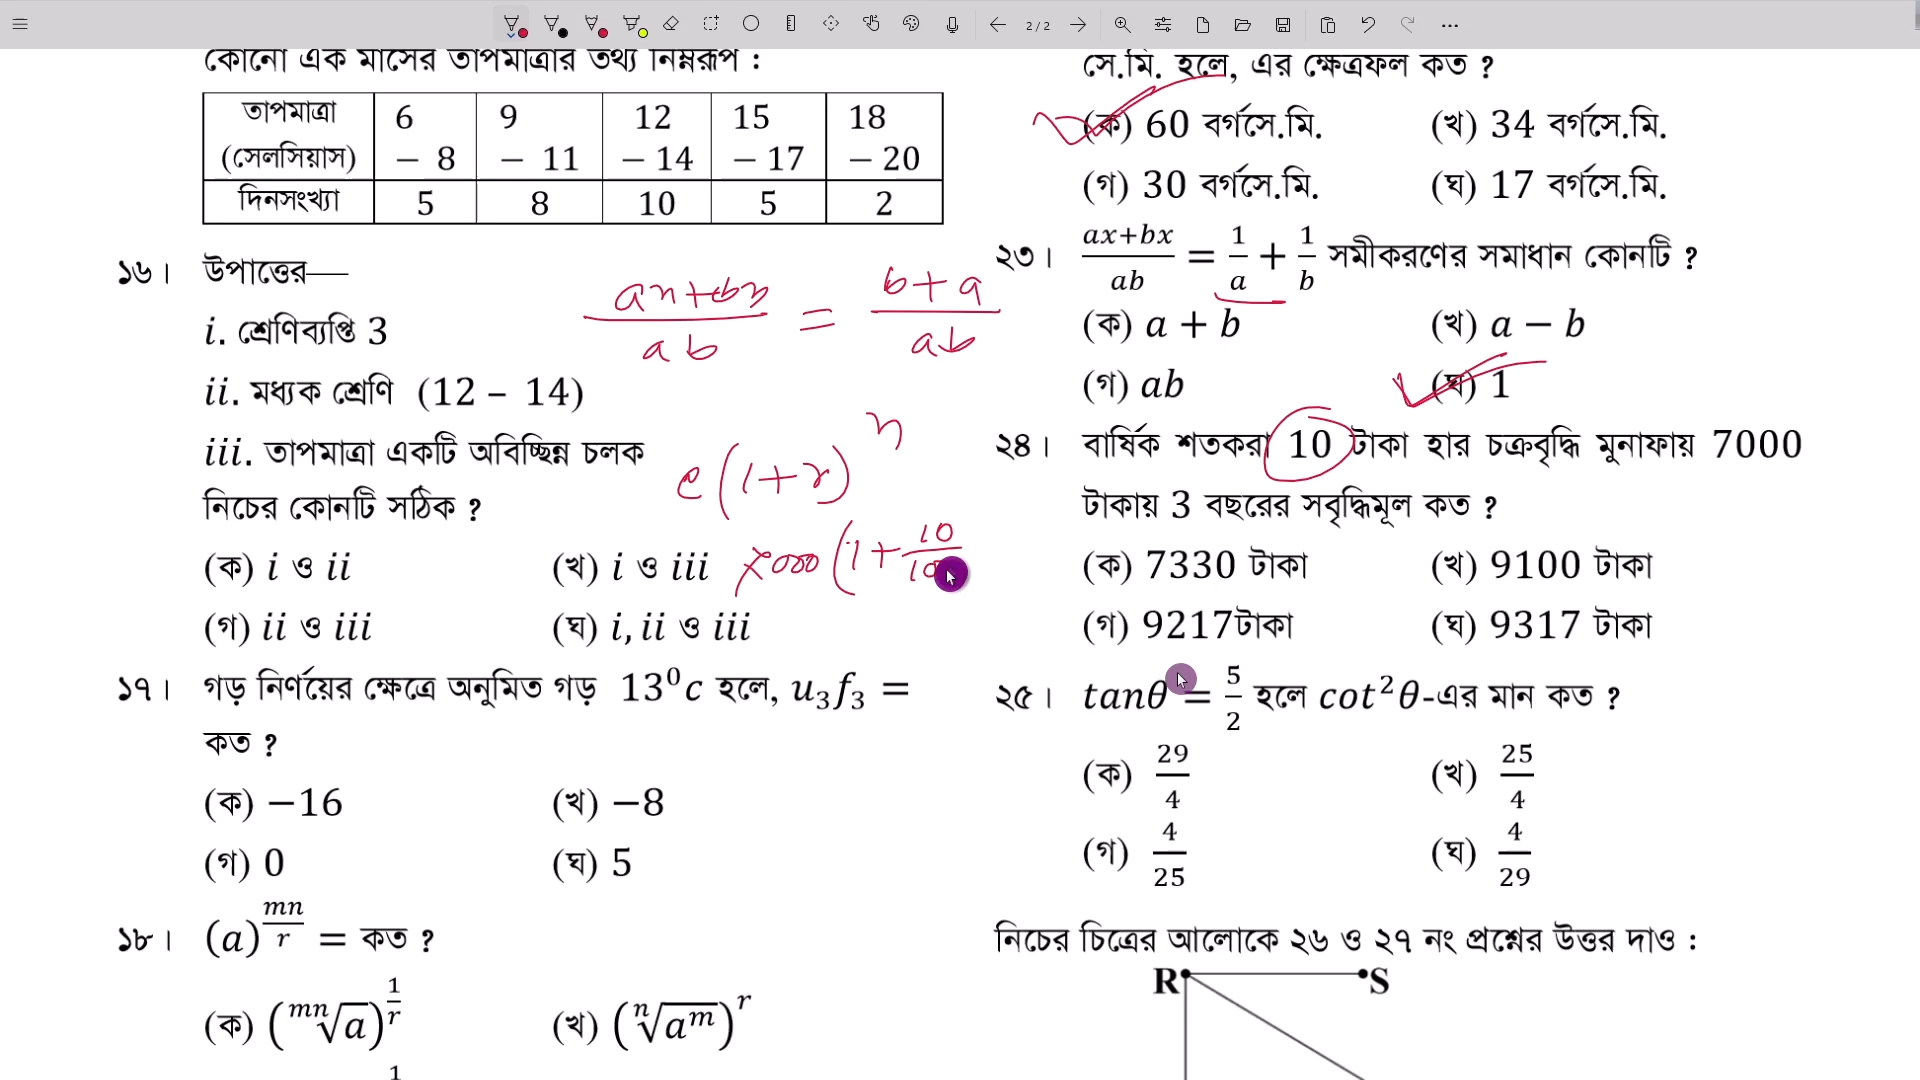 2 / 2
কোনো এক মাসের তাপমাত্রার তথ্য নিম্নরূপ :
তাপমাত্রা (সেলসিয়াস) 6 – 8 9 – 11 12 – 14 15 – 17 18 – 20
দিনসংখ্যা 5 8 10 5 2
১৬। উপাত্তের—
i. শ্রেণিব্যপ্তি 3
ii. মধ্যক শ্রেণি (12 – 14)
iii. তাপমাত্রা একটি অবিচ্ছিন্ন চলক
নিচের কোনটি সঠিক ?
(ক) i ও ii (খ) i ও iii
(গ) ii ও iii (ঘ) i, ii ও iii
১৭। গড় নির্ণয়ের ক্ষেত্রে অনুমিত গড় 13⁰c হলে, u₃f₃ =
কত ?
(ক) −16 (খ) −8
(গ) 0 (ঘ) 5
১৮। (a)^(mn/r) = কত ?
(ক) (ᵐⁿ√a)^(1/r) (খ) (ⁿ√aᵐ)^r
1
(ax+bx)/ab = (b+a)/ab
(1+r)ⁿ
7000 (1 + 10/
সে.মি. হলে, এর ক্ষেত্রফল কত ?
(ক) 60 বর্গসে.মি. (খ) 34 বর্গসে.মি.
(গ) 30 বর্গসে.মি. (ঘ) 17 বর্গসে.মি.
২৩। (ax+bx)/ab = 1/a + 1/b সমীকরণের সমাধান কোনটি ?
(ক) a + b (খ) a − b
(গ) ab (ঘ) 1
২৪। বার্ষিক শতকরা 10 টাকা হার চক্রবৃদ্ধি মুনাফায় 7000
টাকায় 3 বছরের সবৃদ্ধিমূল কত ?
(ক) 7330 টাকা (খ) 9100 টাকা
(গ) 9217টাকা (ঘ) 9317 টাকা
২৫। tanθ = 5/2 হলে cot²θ-এর মান কত ?
(ক) 29/4 (খ) 25/4
(গ) 4/25 (ঘ) 4/29
নিচের চিত্রের আলোকে ২৬ ও ২৭ নং প্রশ্নের উত্তর দাও :
R S